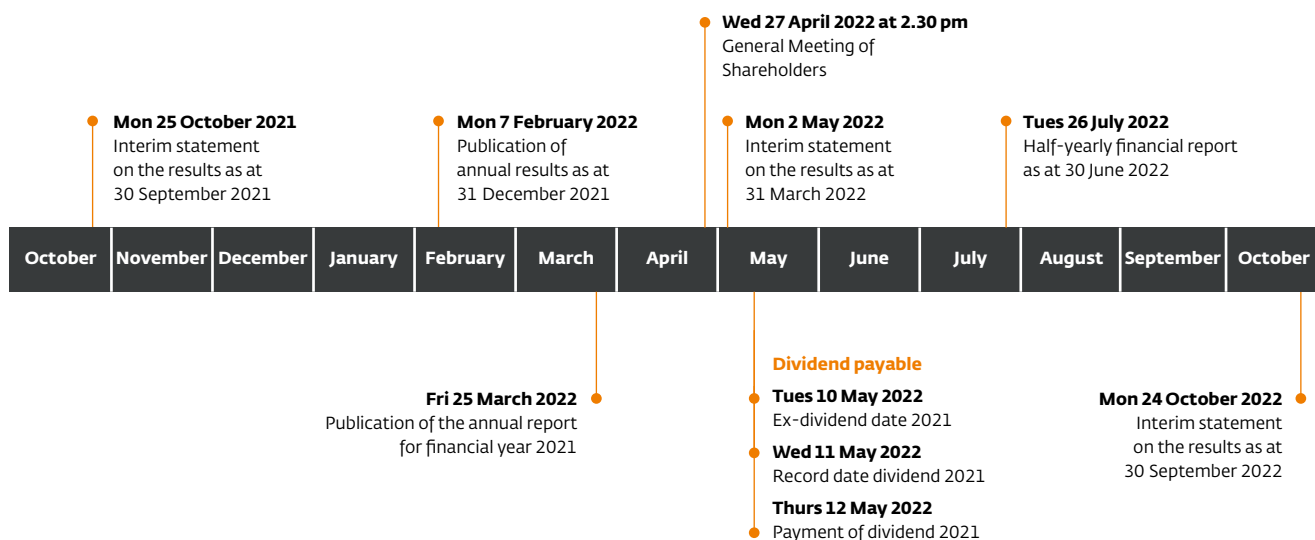 Wed 27 April 2022 at 2.30 pm
General Meeting of
Shareholders
Mon 25 October 2021
Interim statement
on the results as at
30 September 2021
Mon 7 February 2022
Publication of
annual results as at
31 December 2021
Mon 2 May 2022
Interim statement
on the results as at
31 March 2022
Tues 26 July 2022
Half-yearly financial report
as at 30 June 2022
October November December January February March April May June July August September October
Fri 25 March 2022
Publication of the annual report
for financial year 2021
Dividend payable
Tues 10 May 2022
Ex-dividend date 2021
Wed 11 May 2022
Record date dividend 2021
Thurs 12 May 2022
Payment of dividend 2021
Mon 24 October 2022
Interim statement
on the results as at
30 September 2022